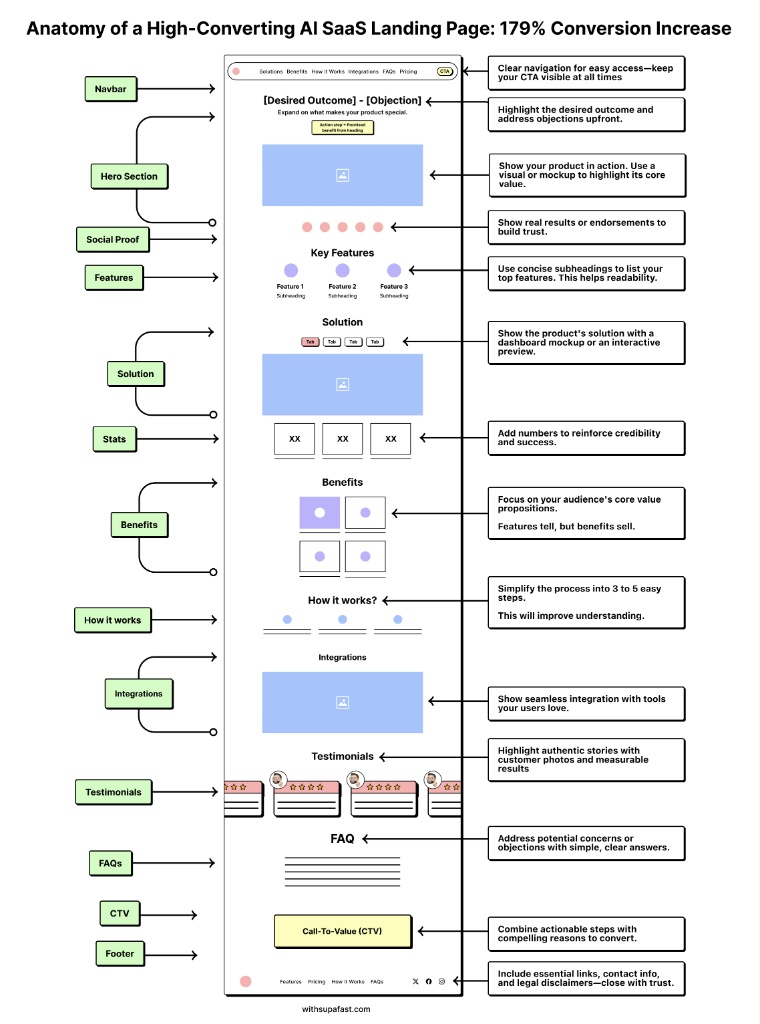 Anatomy of a High-Converting AI SaaS Landing Page: 179% Conversion Increase
Solutions Benefits How it Works Integrations FAQs Pricing
CTA
Clear navigation for easy access—keep
your CTA visible at all times
Navbar
[Desired Outcome] - [Objection]
Expand on what makes your product special.
Action step + Promised
benefit from heading
Highlight the desired outcome and
address objections upfront.
Hero Section
Show your product in action. Use a
visual or mockup to highlight its core
value.
Social Proof
Show real results or endorsements to
build trust.
Features
Key Features
Feature 1 Feature 2 Feature 3
Subheading Subheading Subheading
Use concise subheadings to list your
top features. This helps readability.
Solution
Solution
Tab Tab Tab Tab
Show the product's solution with a
dashboard mockup or an interactive
preview.
Stats
XX XX XX
Add numbers to reinforce credibility
and success.
Benefits
Benefits
Focus on your audience's core value
propositions.
Features tell, but benefits sell.
How it works
How it works?
Simplify the process into 3 to 5 easy
steps.
This will improve understanding.
Integrations
Integrations
Show seamless integration with tools
your users love.
Testimonials
Testimonials
Highlight authentic stories with
customer photos and measurable
results
FAQs
FAQ
Address potential concerns or
objections with simple, clear answers.
CTV
Call-To-Value (CTV)
Combine actionable steps with
compelling reasons to convert.
Footer
Features Pricing How it Works FAQs
Include essential links, contact info,
and legal disclaimers—close with trust.
withsupafast.com